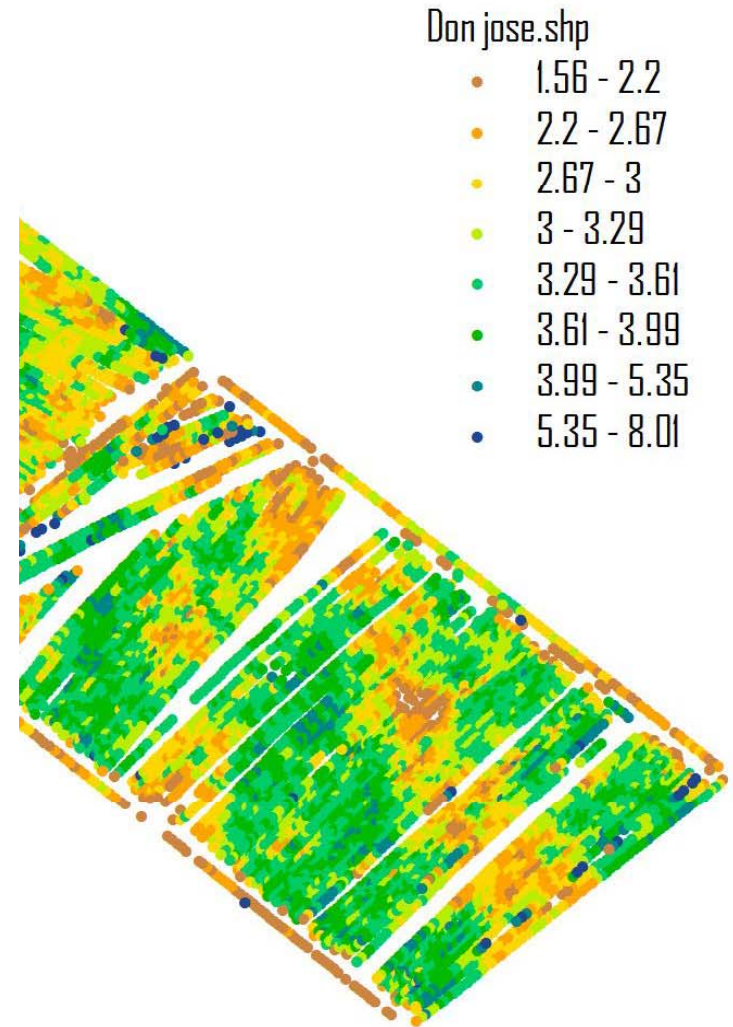 Don jose.shp
1.56 - 2.2
2.2 - 2.67
2.67 - 3
3 - 3.29
3.29 - 3.61
3.61 - 3.99
3.99 - 5.35
5.35 - 8.01